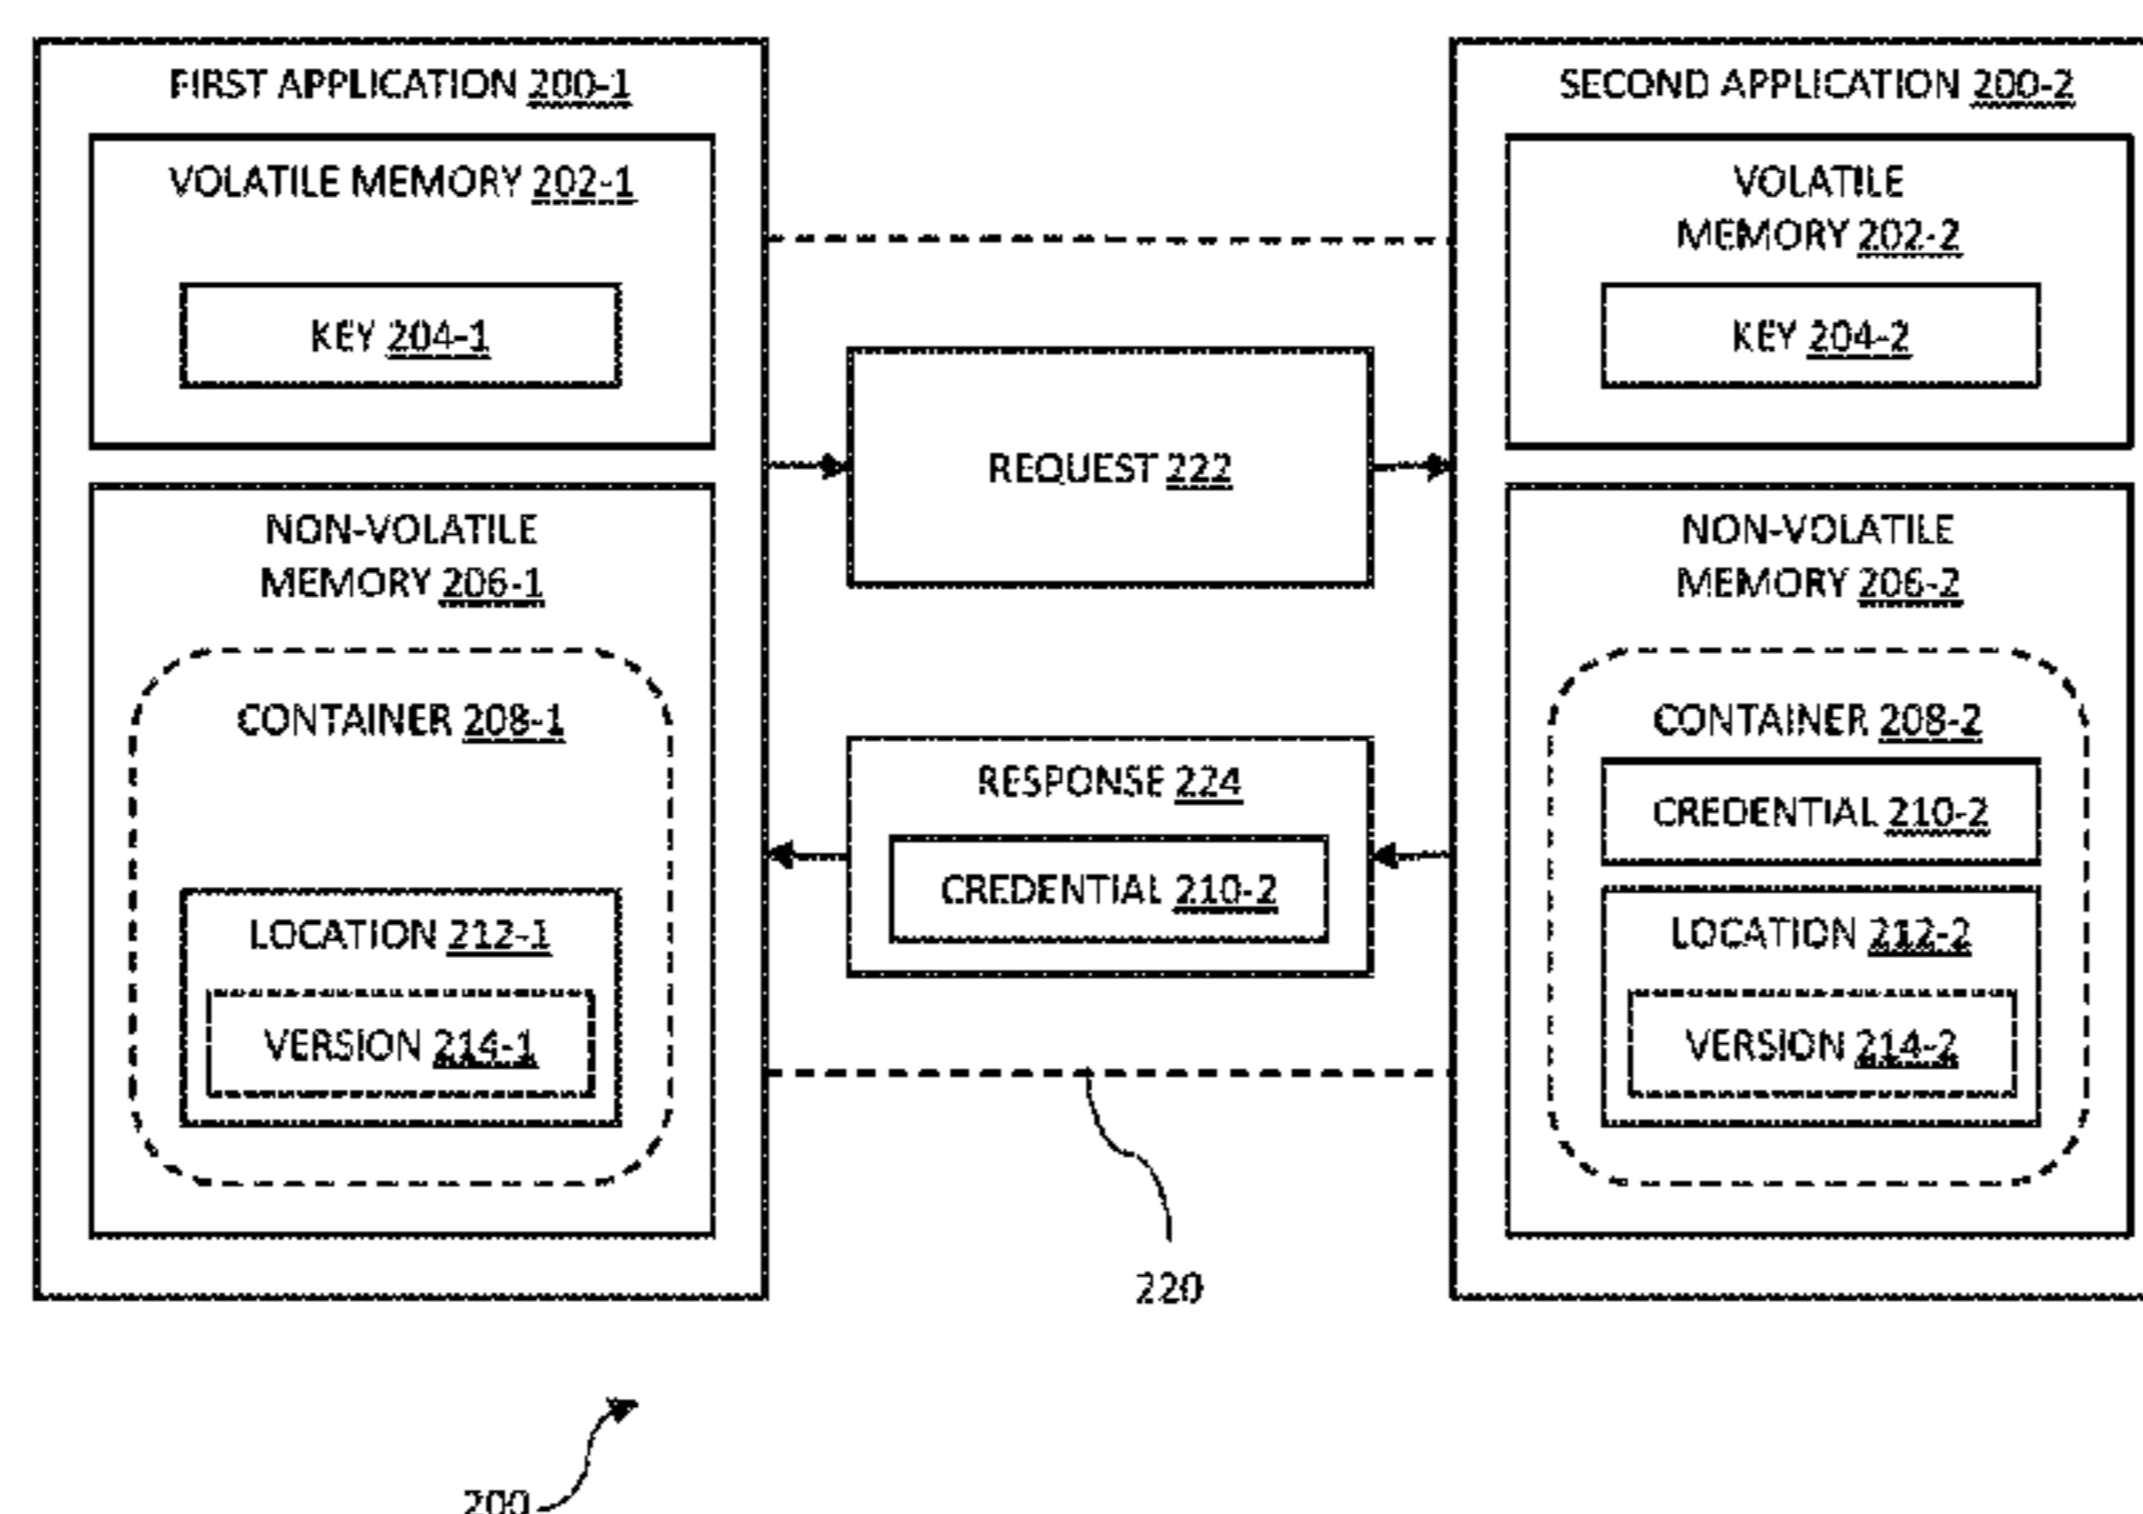 FIRST APPLICATION 200-1
VOLATILE MEMORY 202-1
KEY 204-1
NON-VOLATILE
MEMORY 206-1
CONTAINER 208-1
LOCATION 212-1
VERSION 214-1
REQUEST 222
RESPONSE 224
CREDENTIAL 210-2
220
SECOND APPLICATION 200-2
VOLATILE
MEMORY 202-2
KEY 204-2
NON-VOLATILE
MEMORY 206-2
CONTAINER 208-2
CREDENTIAL 210-2
LOCATION 212-2
VERSION 214-2
200